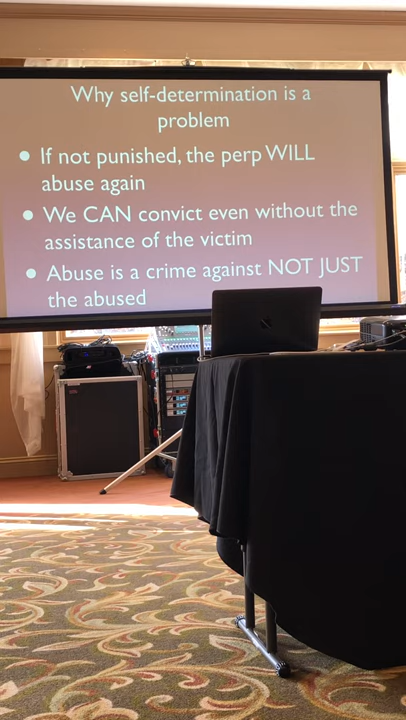 Why self-determination is a
problem
• If not punished, the perp WILL
abuse again
• We CAN convict even without the
assistance of the victim
• Abuse is a crime against NOT JUST
the abused